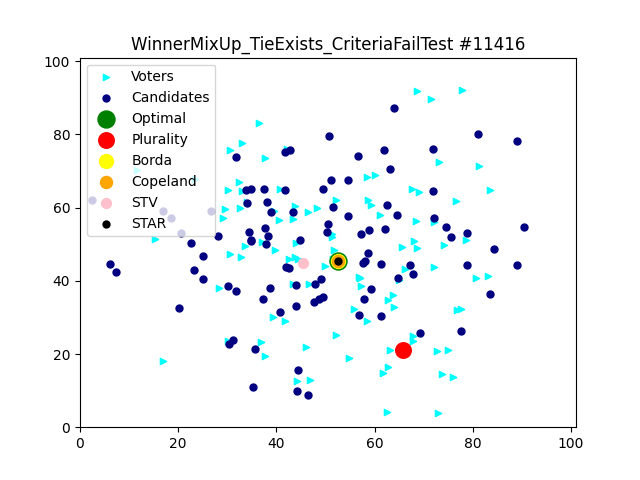 WinnerMixUp_TieExists_CriteriaFailTest #11416
Voters
Candidates
Optimal
Plurality
Borda
Copeland
STV
STAR
100
80
60
40
20
0
0 20 40 60 80 100